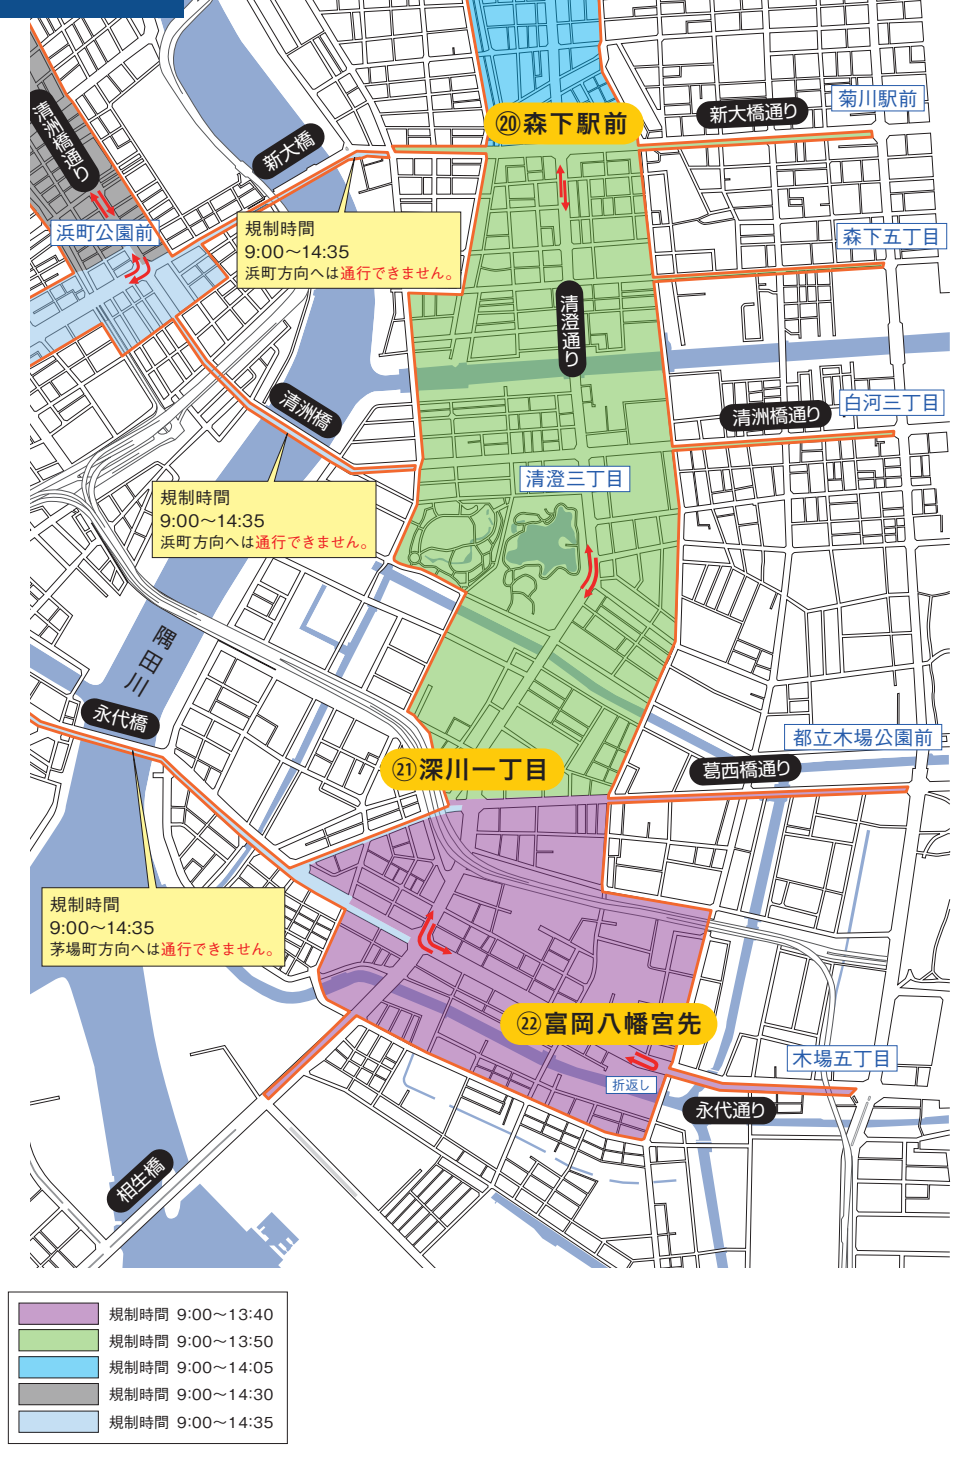 菊川駅前
新大橋通り
⑳森下駅前
清洲橋通り
新大橋
規制時間
9:00〜14:35
浜町方向へは通行できません。
浜町公園前
森下五丁目
清澄通り
清洲橋
白河三丁目
清洲橋通り
清澄三丁目
規制時間
9:00〜14:35
浜町方向へは通行できません。
隅田川
永代橋
都立木場公園前
葛西橋通り
㉑深川一丁目
規制時間
9:00〜14:35
茅場町方向へは通行できません。
㉒富岡八幡宮先
木場五丁目
折返し
永代通り
相生橋
規制時間 9:00〜13:40
規制時間 9:00〜13:50
規制時間 9:00〜14:05
規制時間 9:00〜14:30
規制時間 9:00〜14:35